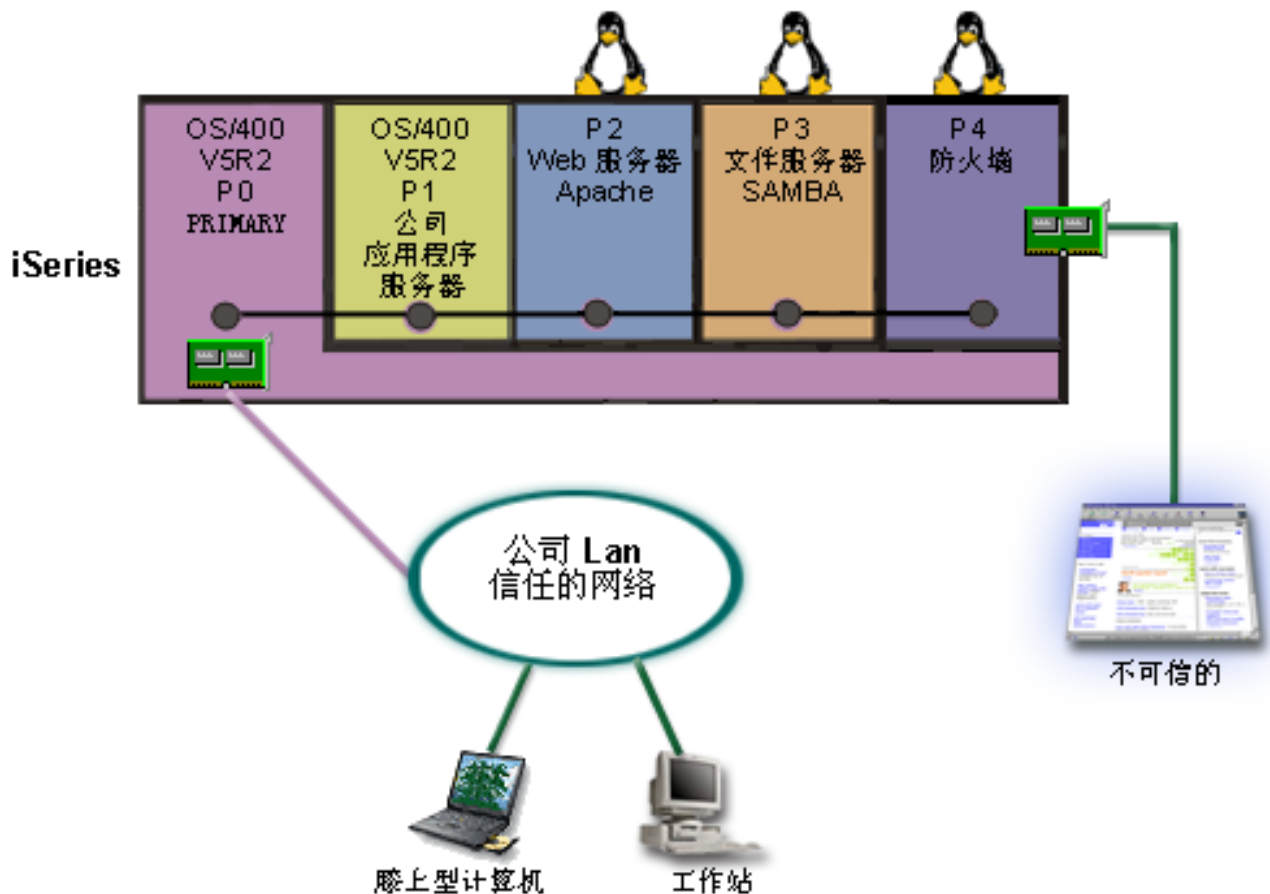 OS/400
V5R2
P0
PRIMARY
OS/400
V5R2
P1
公司
应用程序
服务器
P2
Web 服务器
Apache
P3
文件服务器
SAMBA
P4
防火墙
iSeries
公司 Lan
信任的网络
不可信的
膝上型计算机
工作站